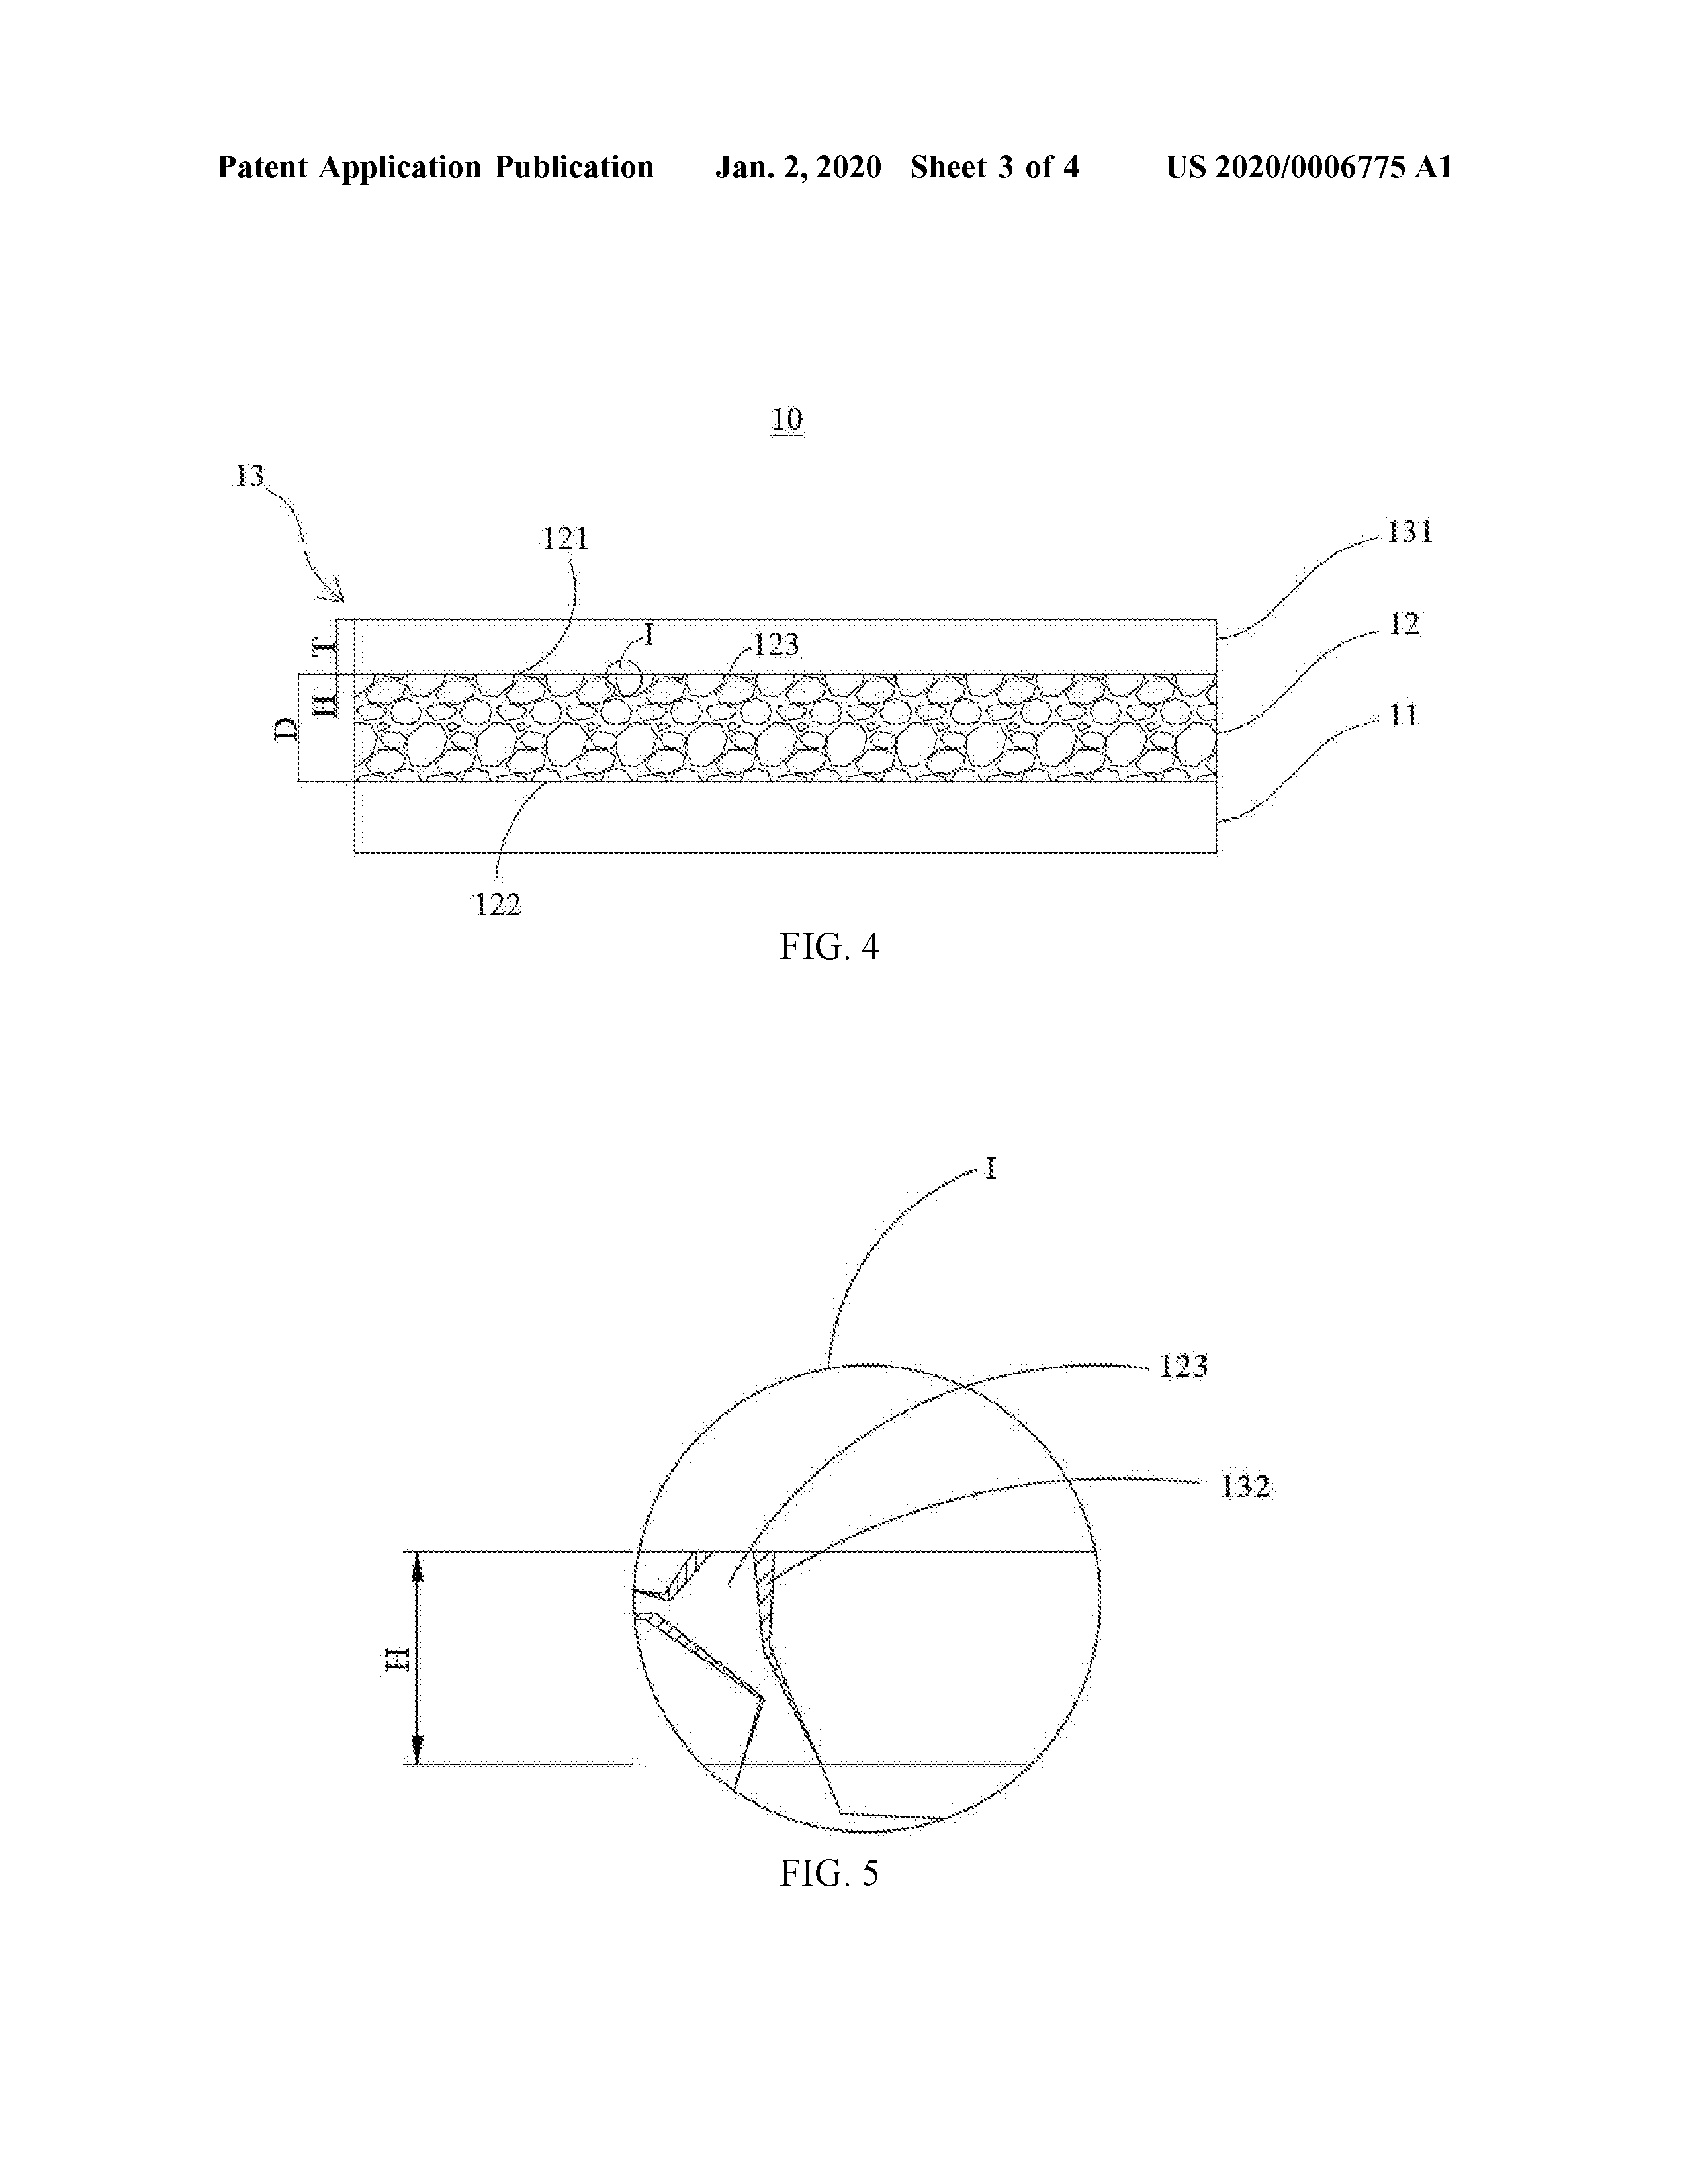 Patent Application Publication Jan. 2, 2020 Sheet 3 of 4 US 2020/0006775 A1
10
13
121
131
T
I
123
12
H
D
11
122
FIG. 4
I
123
132
H
FIG. 5